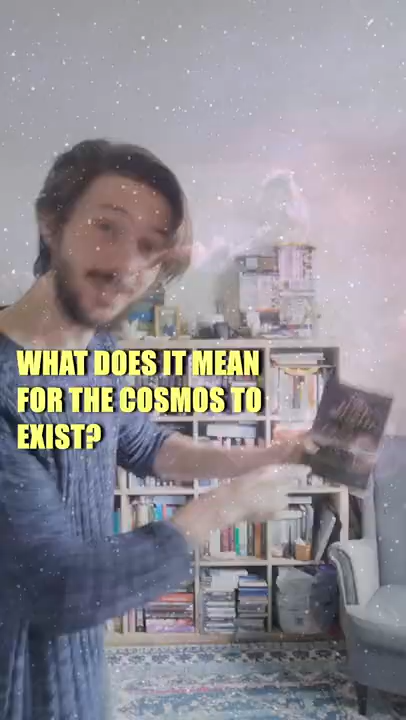 WHAT DOES IT MEAN
FOR THE COSMOS TO
EXIST?